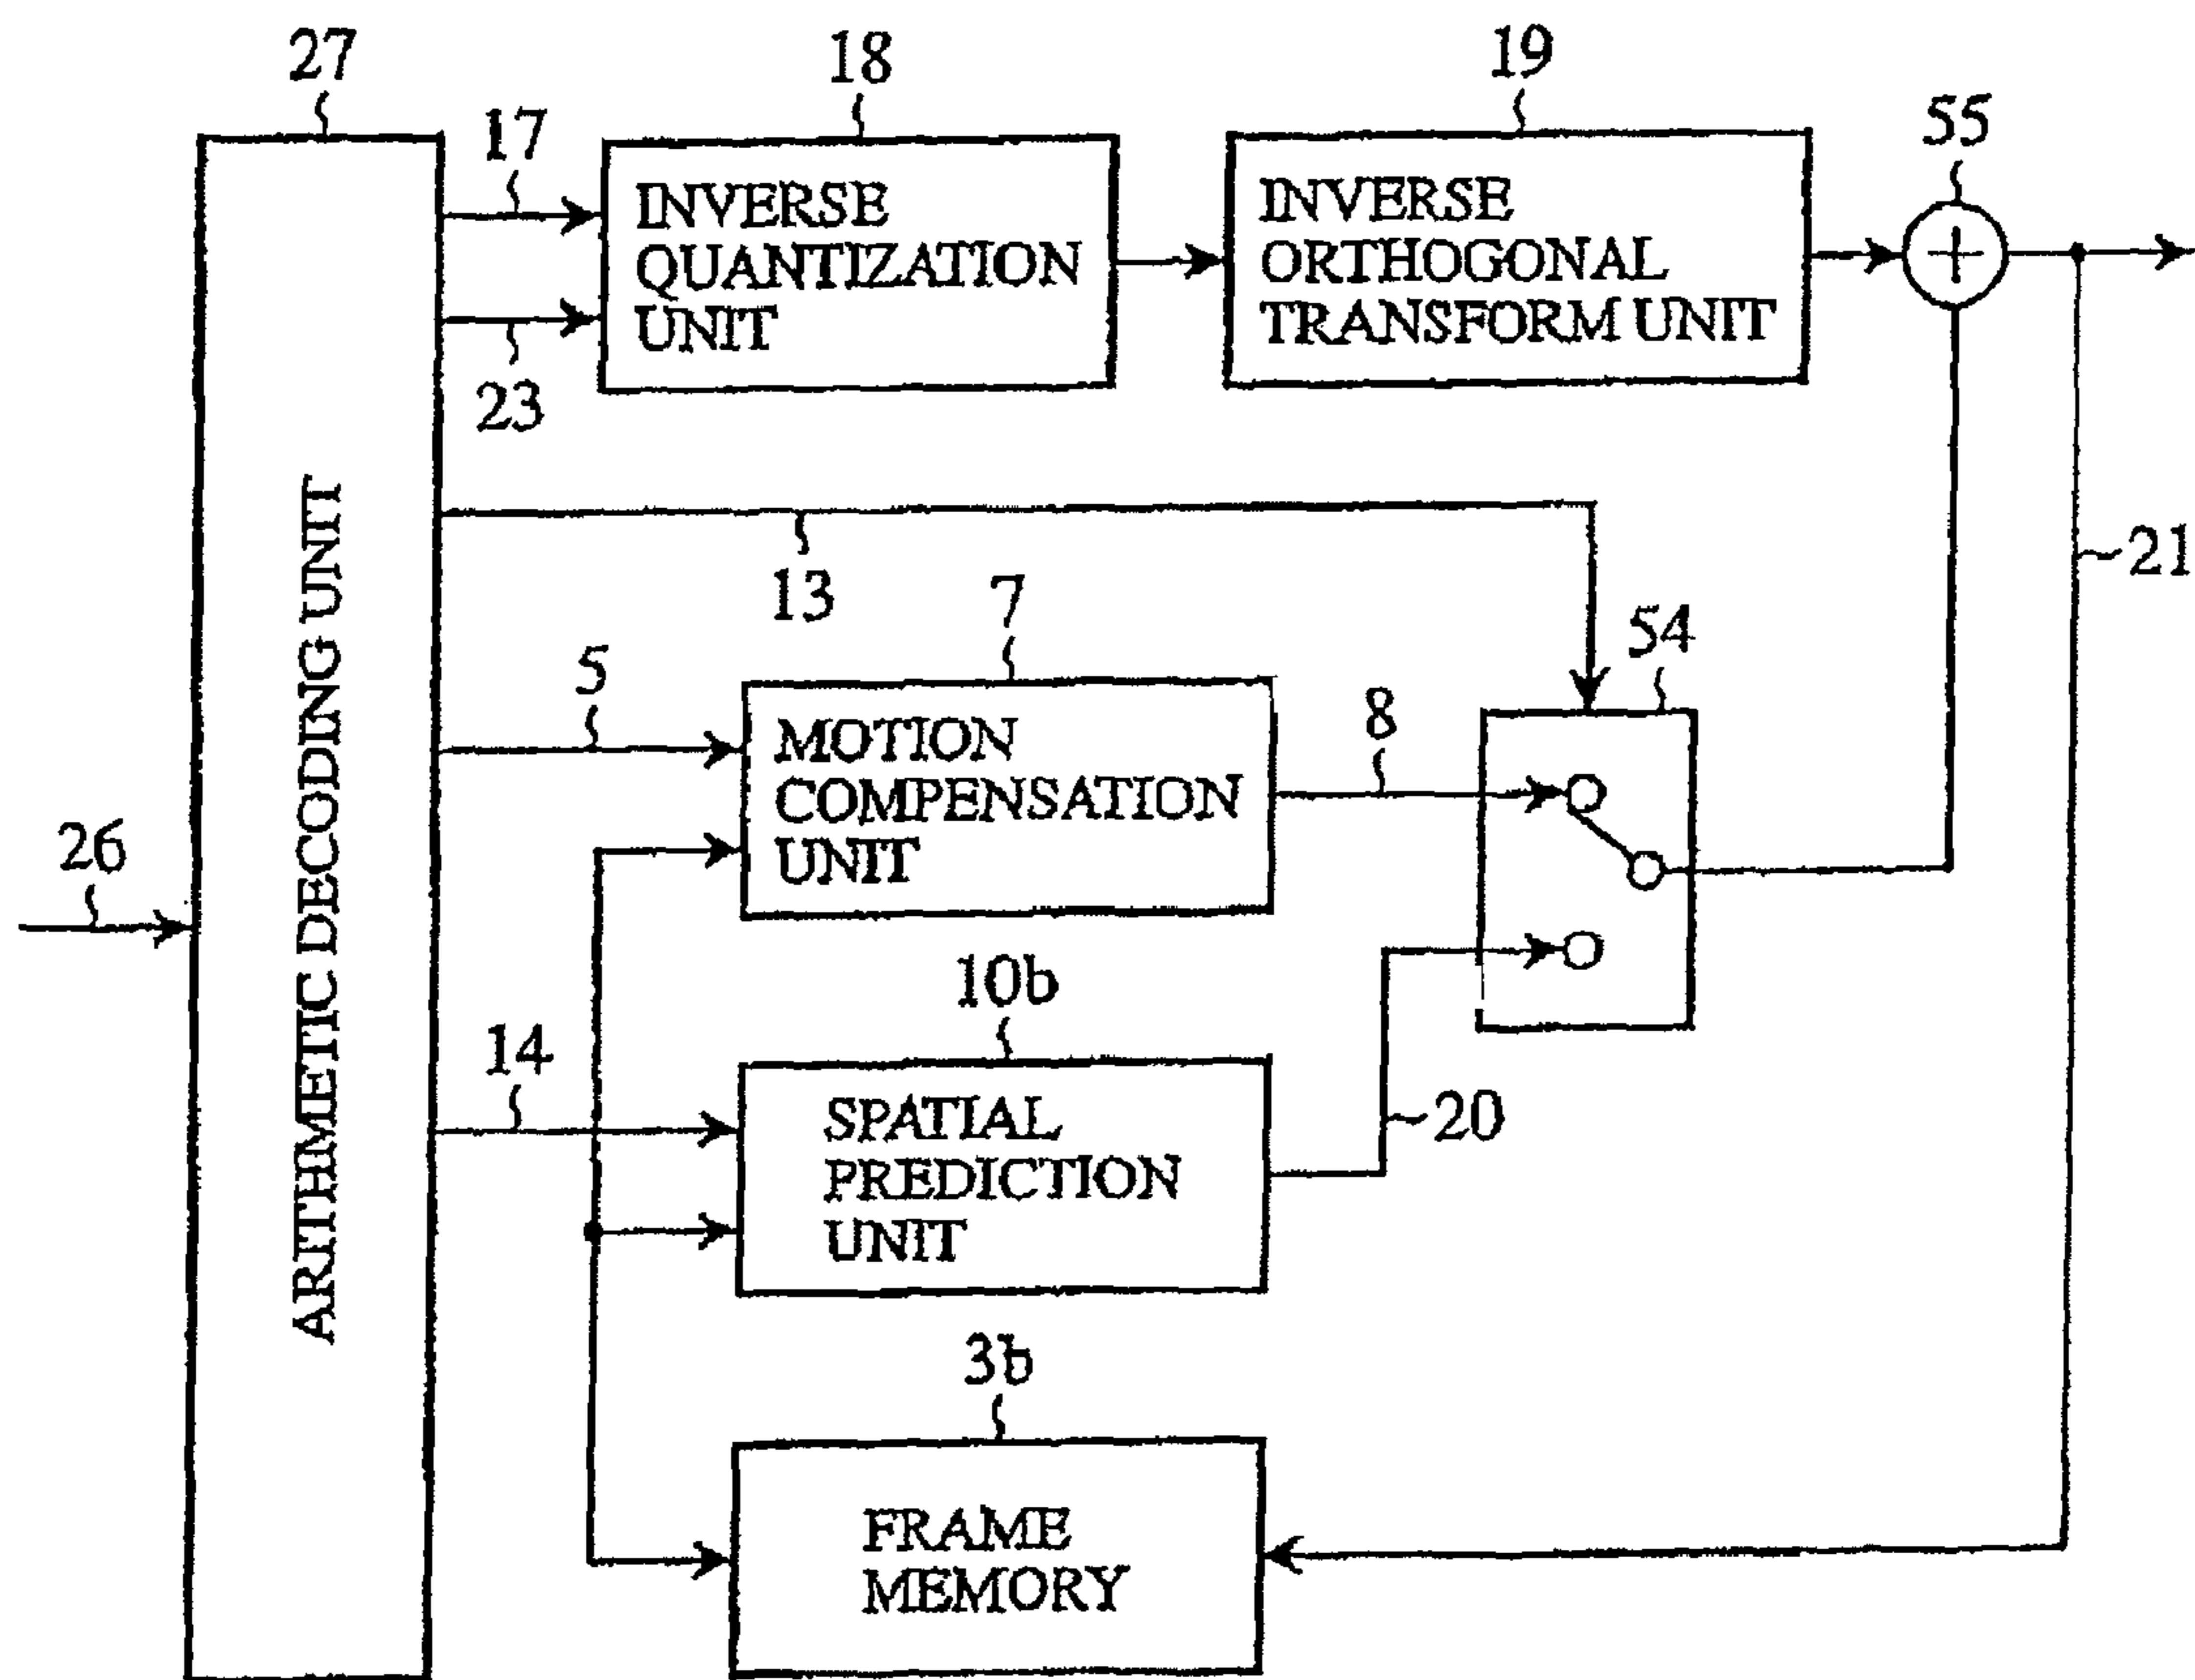 27
18
19
55
17
INVERSE
QUANTIZATION
UNIT
INVERSE
ORTHOGONAL
TRANSFORM UNIT
23
ARITHMETIC DECODING UNIT
13
21
7
54
5
MOTION
COMPENSATION
UNIT
8
26
10b
14
SPATIAL
PREDICTION
UNIT
20
3b
FRAME
MEMORY